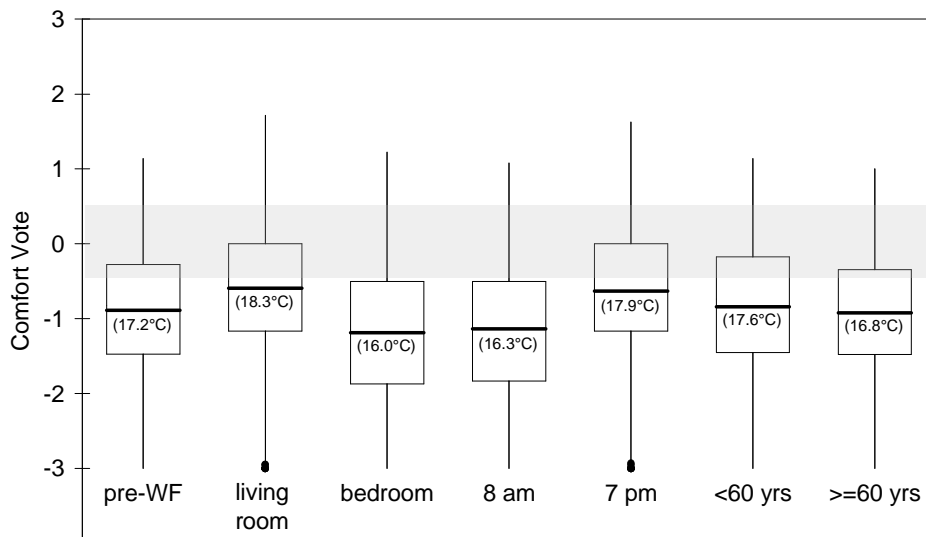 3
2
1
0
-1
-2
-3
Comfort Vote
(17.2°C)
(18.3°C)
(16.0°C)
(16.3°C)
(17.9°C)
(17.6°C)
(16.8°C)
pre-WF
living
room
bedroom
8 am
7 pm
<60 yrs
>=60 yrs